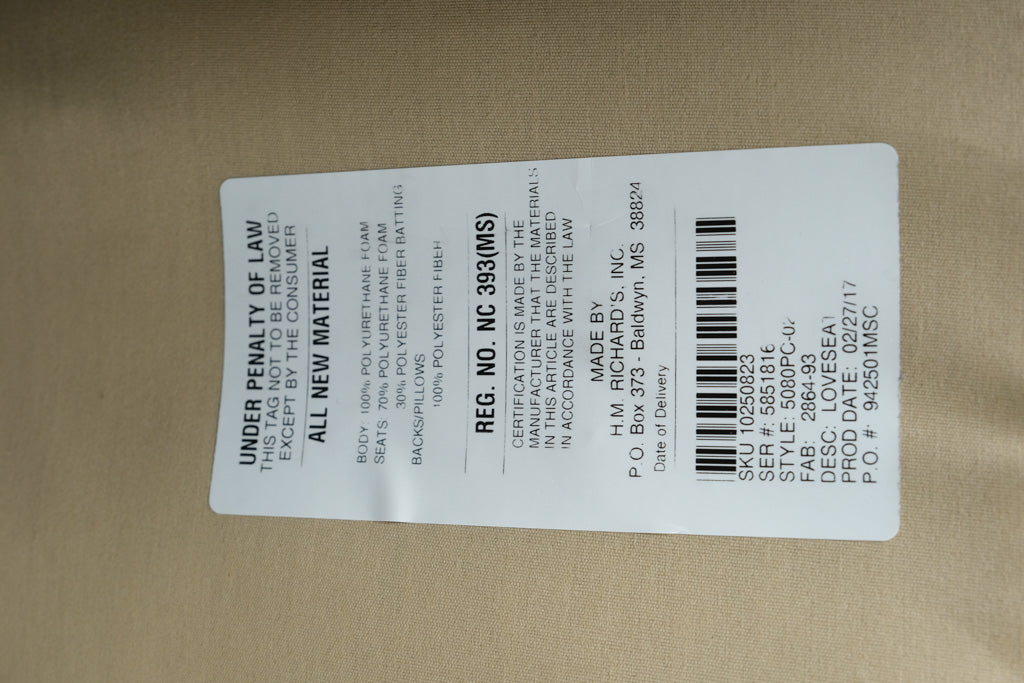 UNDER PENALTY OF LAW
THIS TAG NOT TO BE REMOVED
EXCEPT BY THE CONSUMER
ALL NEW MATERIAL
BODY: 100% POLYURETHANE FOAM
SEATS: 70% POLYURETHANE FOAM
30% POLYESTER FIBER BATTING
BACKS/PILLOWS
100% POLYESTER FIBER
REG. NO. NC 393(MS)
CERTIFICATION IS MADE BY THE
MANUFACTURER THAT THE MATERIALS
IN THIS ARTICLE ARE DESCRIBED
IN ACCORDANCE WITH THE LAW
MADE BY
H.M. RICHARD'S, INC.
P.O. Box 373 - Baldwyn, MS 38824
Date of Delivery
SKU 10250823
SER #: 5851816
STYLE: 5080PC-02
FAB: 2864-93
DESC: LOVESEAT
PROD DATE: 02/27/17
P.O. #: 942501MSC